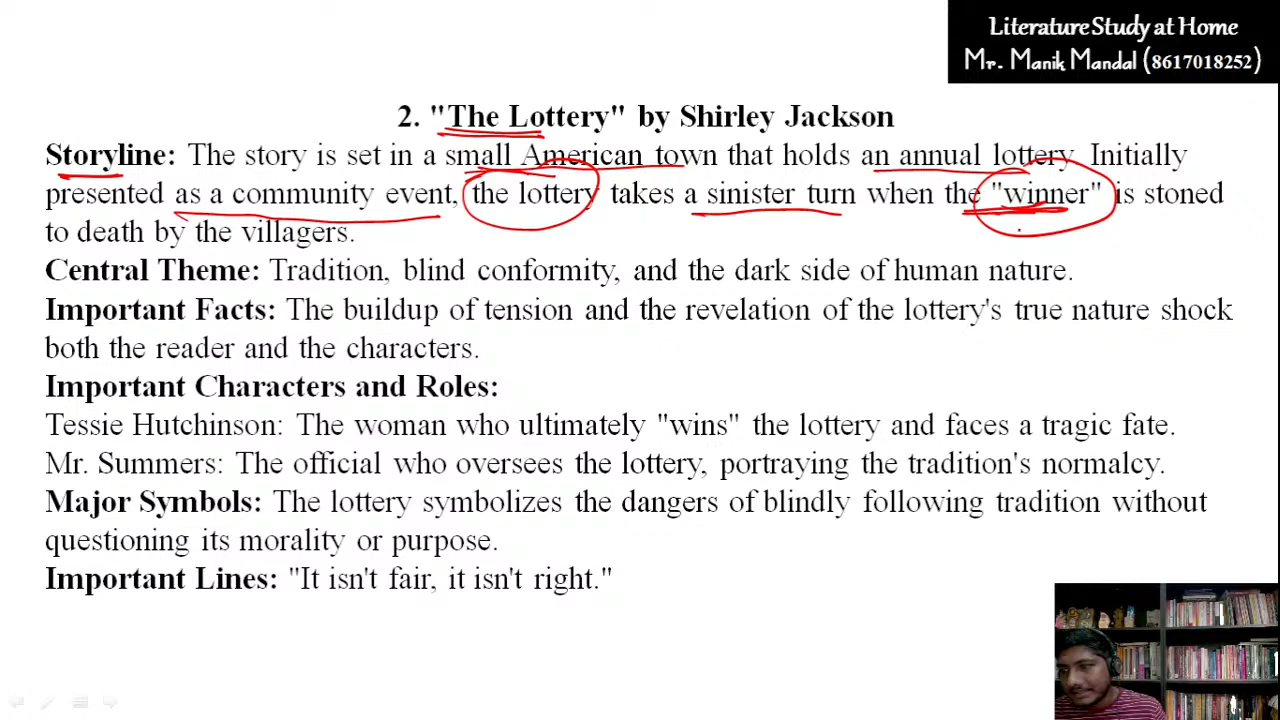 Literature Study at Home
Mr. Manik Mandal (8617018252)
2. "The Lottery" by Shirley Jackson
Storyline: The story is set in a small American town that holds an annual lottery. Initially
presented as a community event, the lottery takes a sinister turn when the "winner" is stoned
to death by the villagers.
Central Theme: Tradition, blind conformity, and the dark side of human nature.
Important Facts: The buildup of tension and the revelation of the lottery's true nature shock
both the reader and the characters.
Important Characters and Roles:
Tessie Hutchinson: The woman who ultimately "wins" the lottery and faces a tragic fate.
Mr. Summers: The official who oversees the lottery, portraying the tradition's normalcy.
Major Symbols: The lottery symbolizes the dangers of blindly following tradition without
questioning its morality or purpose.
Important Lines: "It isn't fair, it isn't right."